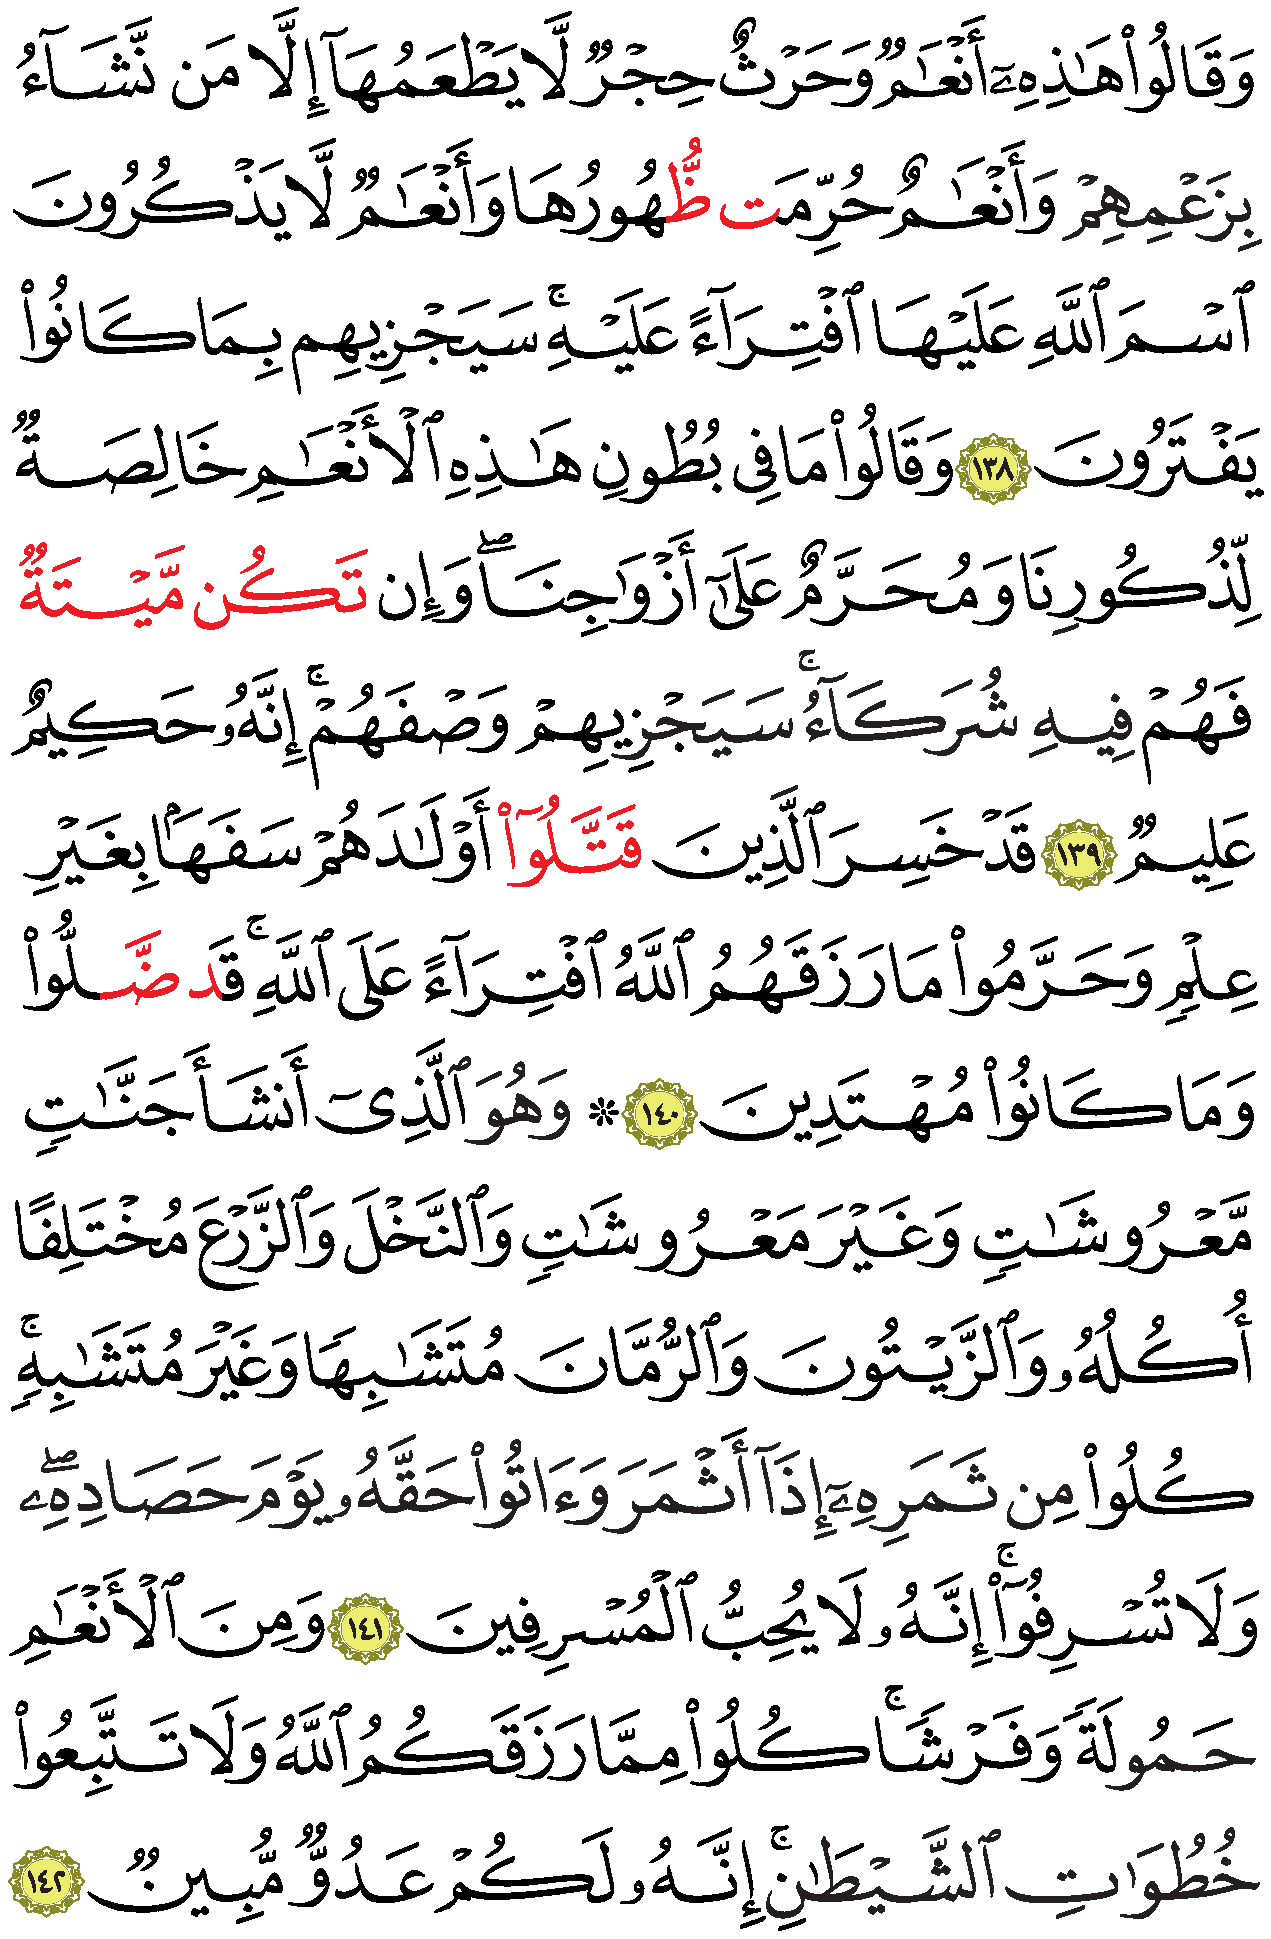 وَقَالُوا۟ هَـٰذِهِۦٓ أَنْعَـٰمٌۭ وَحَرْثٌ حِجْرٌۭ لَّا يَطْعَمُهَآ إِلَّا مَن نَّشَآءُ
بِزَعْمِهِمْ وَأَنْعَـٰمٌ حُرِّمَت ظُّهُورُهَا وَأَنْعَـٰمٌۭ لَّا يَذْكُرُونَ
ٱسْمَ ٱللَّهِ عَلَيْهَا ٱفْتِرَآءً عَلَيْهِ ۚ سَيَجْزِيهِم بِمَا كَانُوا۟
يَفْتَرُونَ ١٣٨ وَقَالُوا۟ مَا فِى بُطُونِ هَـٰذِهِ ٱلْأَنْعَـٰمِ خَالِصَةٌۭ
لِّذُكُورِنَا وَمُحَرَّمٌ عَلَىٰٓ أَزْوَٰجِنَا ۖ وَإِن تَكُن مَّيْتَةٌۭ
فَهُمْ فِيهِ شُرَكَآءُ ۚ سَيَجْزِيهِمْ وَصْفَهُمْ ۚ إِنَّهُۥ حَكِيمٌ
عَلِيمٌۭ ١٣٩ قَدْ خَسِرَ ٱلَّذِينَ قَتَّلُوٓا۟ أَوْلَـٰدَهُمْ سَفَهًۢا بِغَيْرِ
عِلْمٍۢ وَحَرَّمُوا۟ مَا رَزَقَهُمُ ٱللَّهُ ٱفْتِرَآءً عَلَى ٱللَّهِ ۚ قَد ضَّلُّوا۟
وَمَا كَانُوا۟ مُهْتَدِينَ ١٤٠ ۞ وَهُوَ ٱلَّذِىٓ أَنشَأَ جَنَّـٰتٍۢ
مَّعْرُوشَـٰتٍۢ وَغَيْرَ مَعْرُوشَـٰتٍۢ وَٱلنَّخْلَ وَٱلزَّرْعَ مُخْتَلِفًا
أُكُلُهُۥ وَٱلزَّيْتُونَ وَٱلرُّمَّانَ مُتَشَـٰبِهًۭا وَغَيْرَ مُتَشَـٰبِهٍۢ ۚ
كُلُوا۟ مِن ثَمَرِهِۦٓ إِذَآ أَثْمَرَ وَءَاتُوا۟ حَقَّهُۥ يَوْمَ حَصَادِهِۦ ۖ
وَلَا تُسْرِفُوٓا۟ ۚ إِنَّهُۥ لَا يُحِبُّ ٱلْمُسْرِفِينَ ١٤١ وَمِنَ ٱلْأَنْعَـٰمِ
حَمُولَةًۭ وَفَرْشًۭا ۚ كُلُوا۟ مِمَّا رَزَقَكُمُ ٱللَّهُ وَلَا تَتَّبِعُوا۟
خُطُوَٰتِ ٱلشَّيْطَـٰنِ ۚ إِنَّهُۥ لَكُمْ عَدُوٌّۭ مُّبِينٌۭ ١٤٢